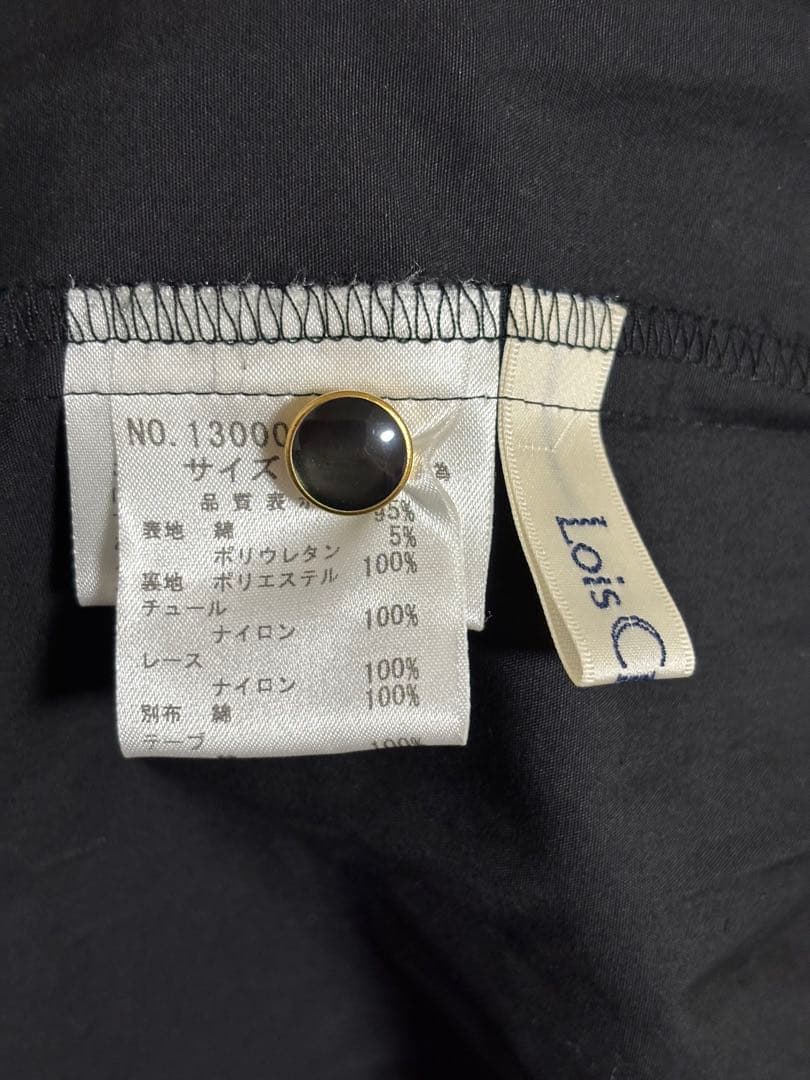 NO.13000
サイズ
品質表
95%
表地 綿 5%
ポリウレタン 100%
裏地 ポリエステル
チュール 100%
ナイロン
レース 100%
ナイロン 100%
別布 綿
テープ 100%
Lois C